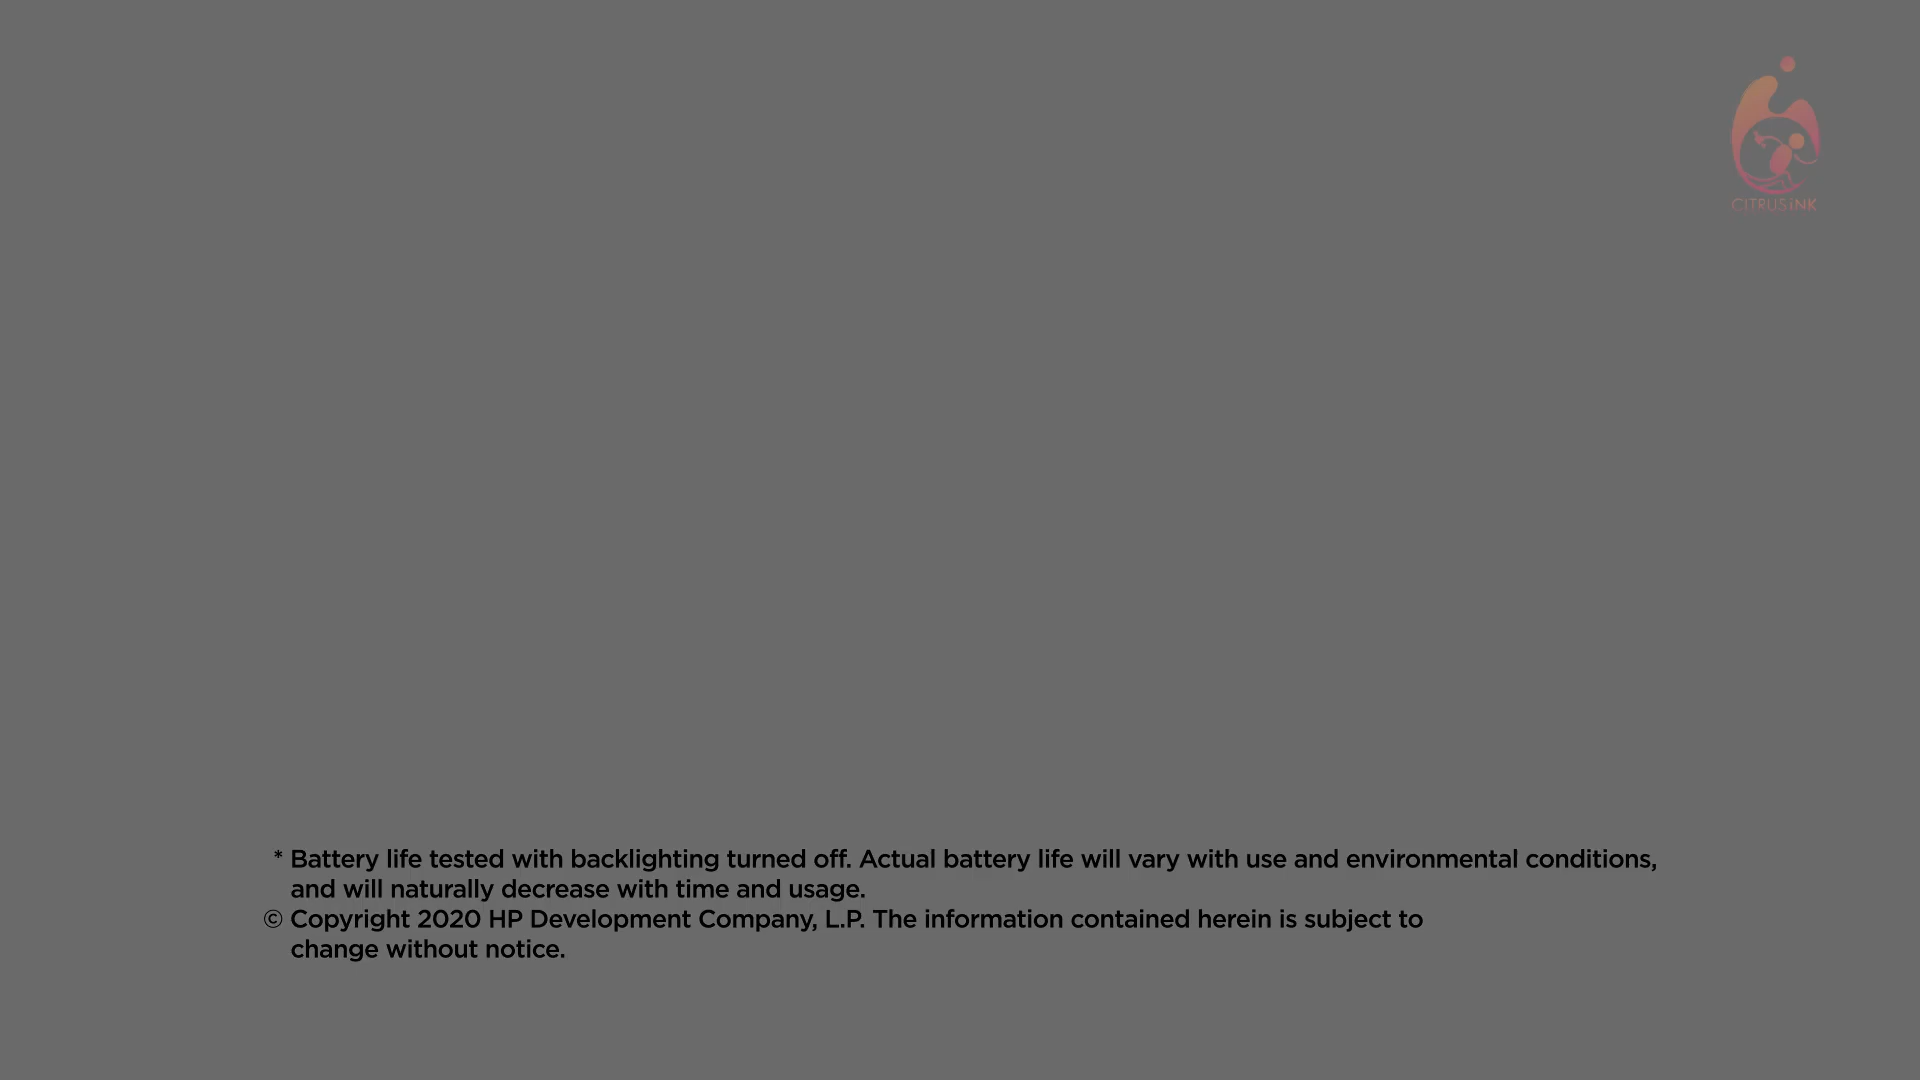 CiTRUSiNK
* Battery life tested with backlighting turned off. Actual battery life will vary with use and environmental conditions,
and will naturally decrease with time and usage.
© Copyright 2020 HP Development Company, L.P. The information contained herein is subject to
change without notice.